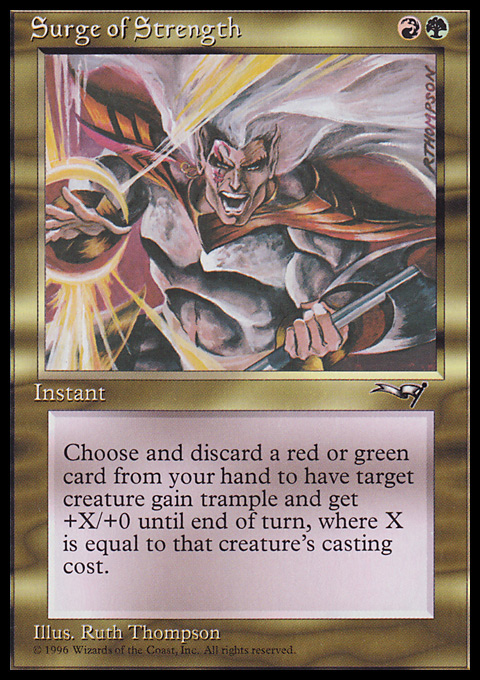 Surge of Strength
RTHOMPSON
Instant
Choose and discard a red or green
card from your hand to have target
creature gain trample and get
+X/+0 until end of turn, where X
is equal to that creature's casting
cost.
Illus. Ruth Thompson
© 1996 Wizards of the Coast, Inc. All rights reserved.